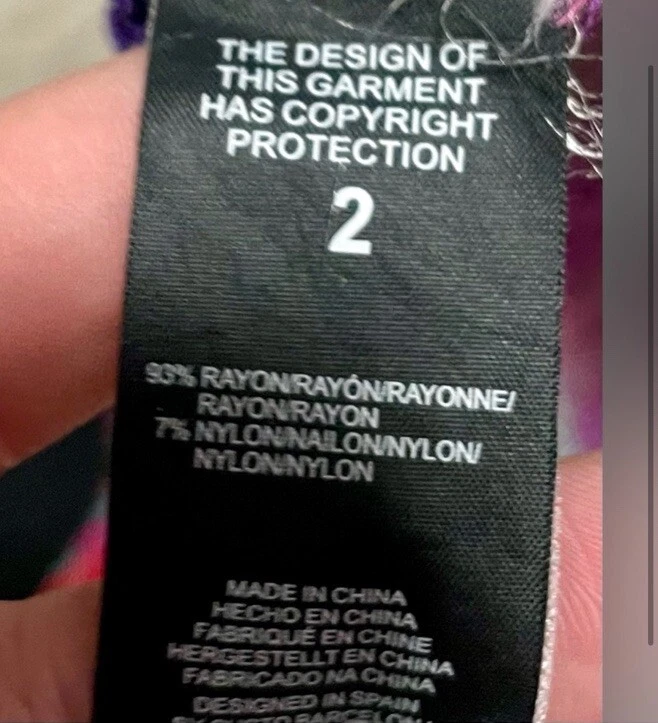 THE DESIGN OF
THIS GARMENT
HAS COPYRIGHT
PROTECTION
2
93% RAYON/RAYÓN/RAYONNE/
RAYON/RAYON
7% NYLON/NAILON/NYLON/
NYLON/NYLON
MADE IN CHINA
HECHO EN CHINA
FABRIQUÉ EN CHINE
HERGESTELLT EN CHINA
FABRICADO NA CHINA
DESIGNED IN SPAIN